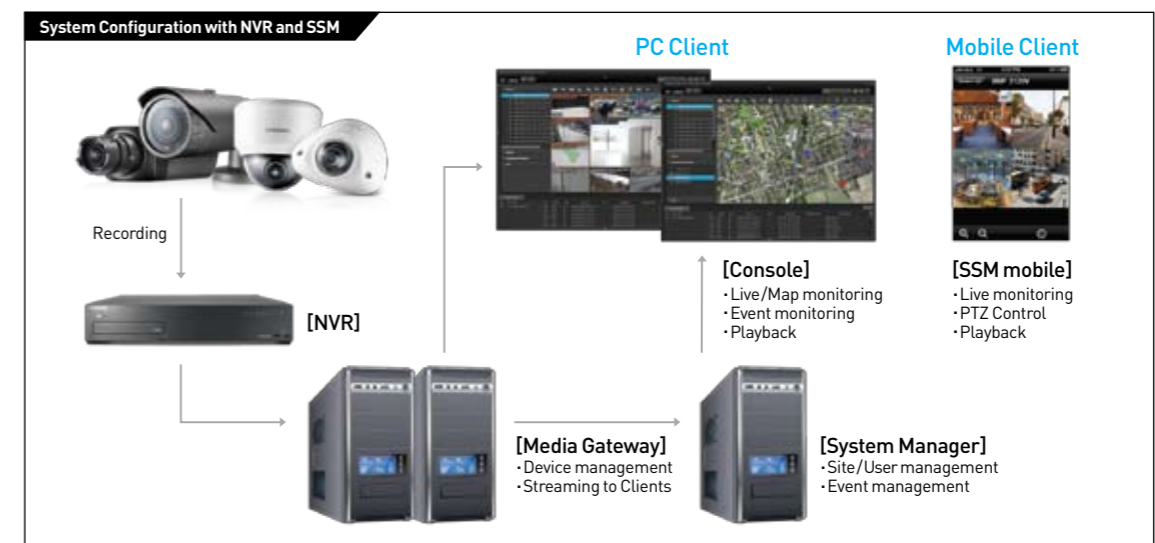 System Configuration with NVR and SSM
PC Client
Mobile Client
Recording
[NVR]
[Console]
·Live/Map monitoring
·Event monitoring
·Playback
[SSM mobile]
·Live monitoring
·PTZ Control
·Playback
[Media Gateway]
·Device management
·Streaming to Clients
[System Manager]
·Site/User management
·Event management